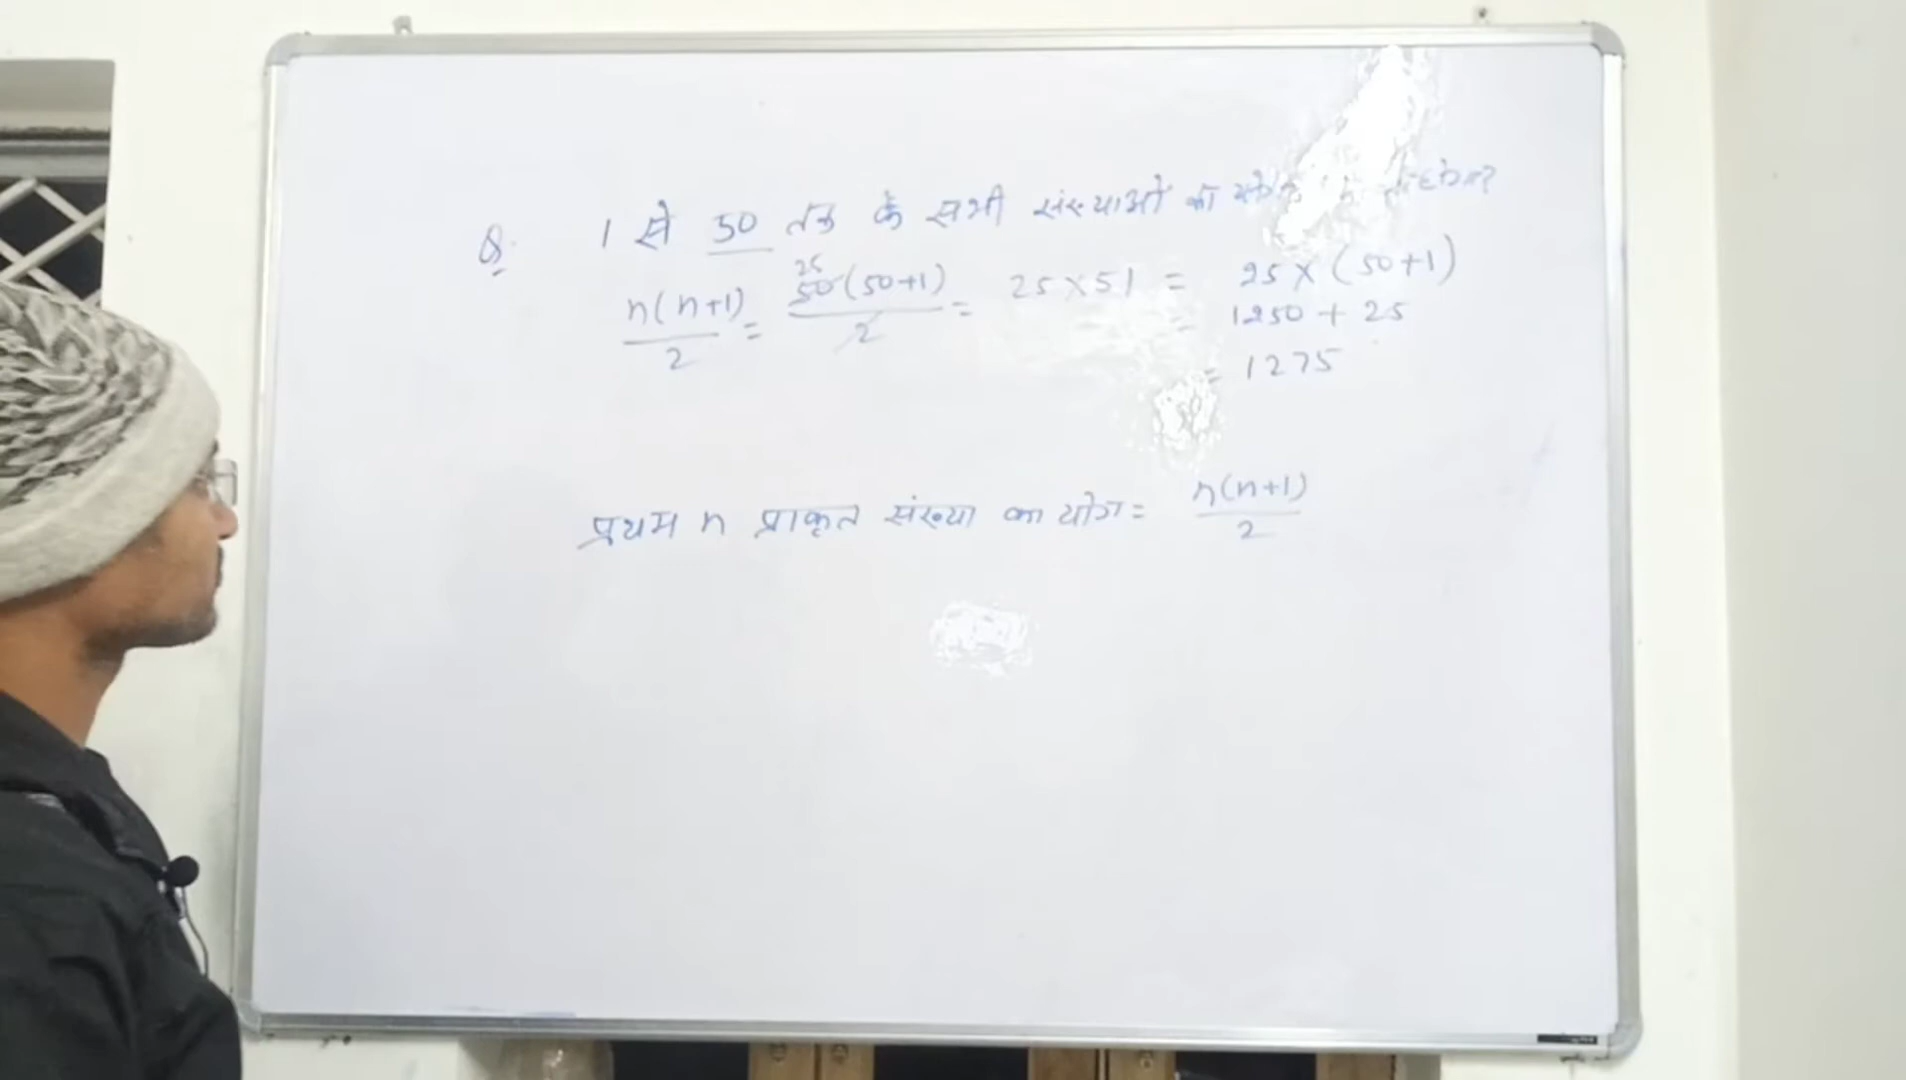 Q. 1 से 50 तक के सभी संख्याओं का
n(n+1)/2 = 50(50+1)/2 = 25×51 = 25×(50+1)
25
= 1250 + 25
= 1275
प्रथम n प्राकृत संख्या का योग = n(n+1)/2